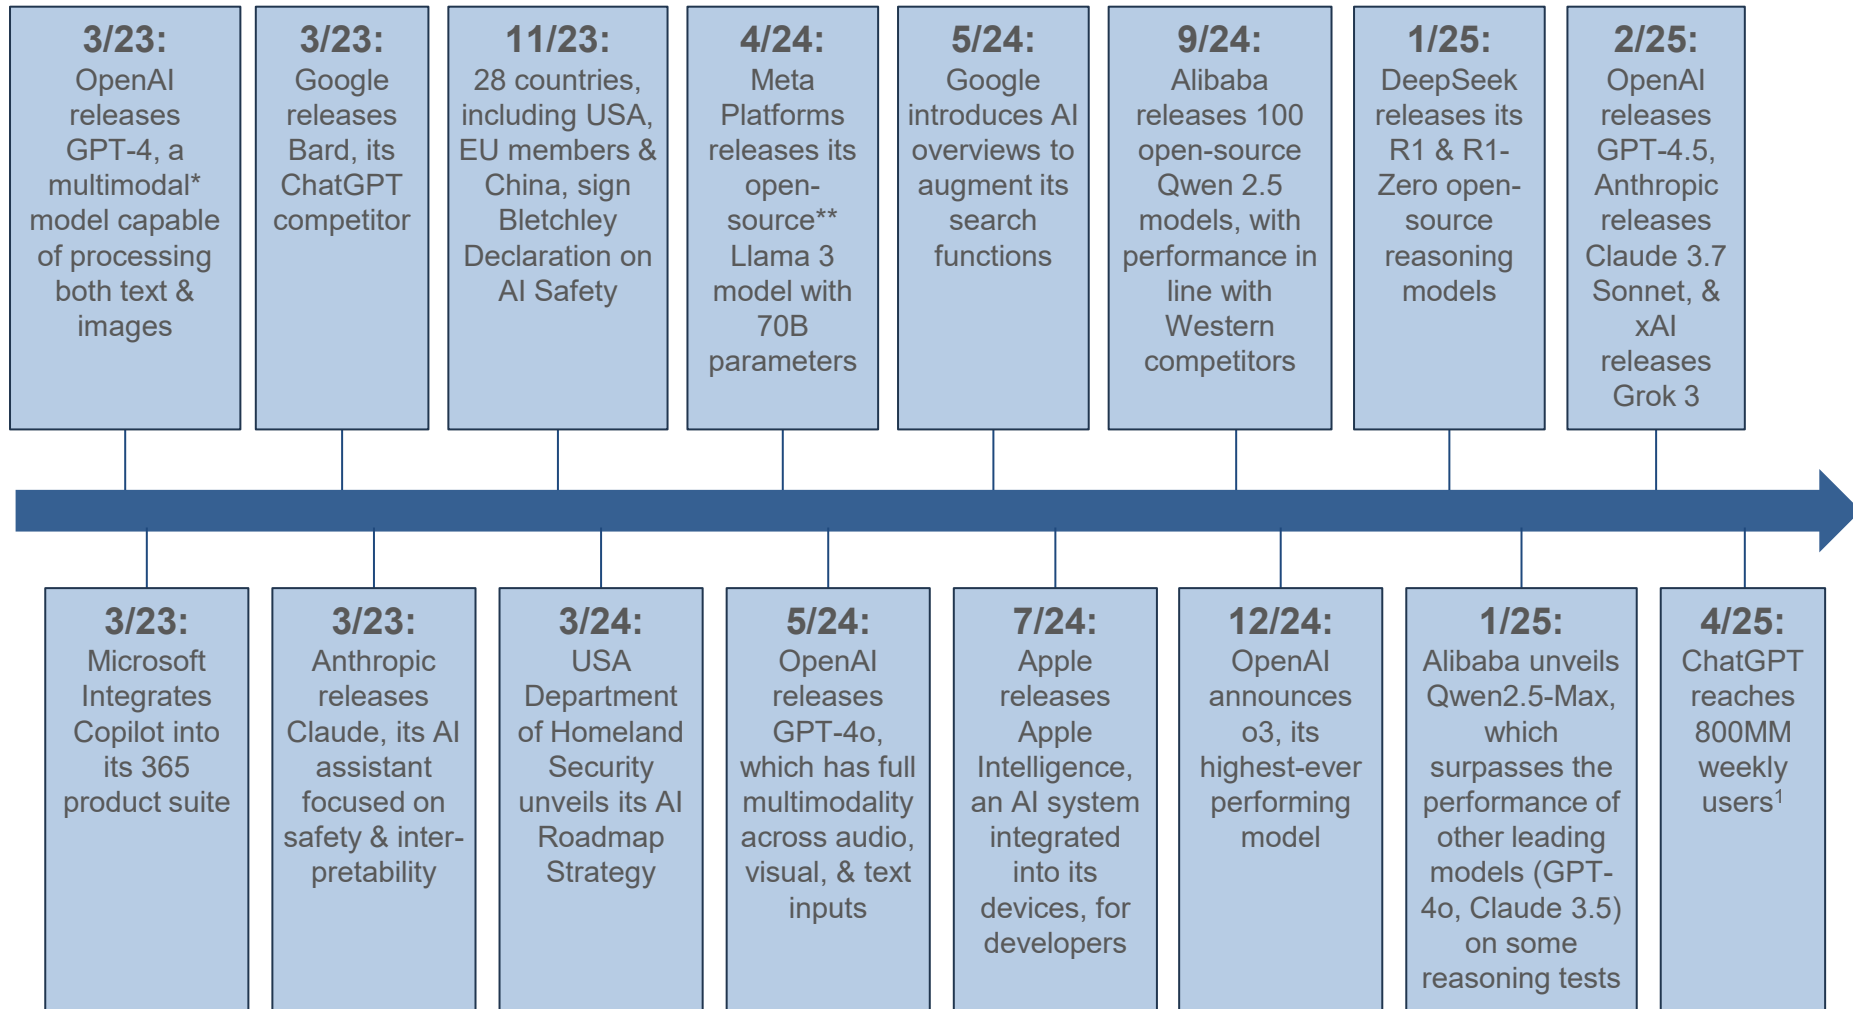 3/23:
OpenAI
releases
GPT-4, a
multimodal*
model capable
of processing
both text &
images
3/23:
Google
releases
Bard, its
ChatGPT
competitor
11/23:
28 countries,
including USA,
EU members &
China, sign
Bletchley
Declaration on
AI Safety
4/24:
Meta
Platforms
releases its
open-
source**
Llama 3
model with
70B
parameters
5/24:
Google
introduces AI
overviews to
augment its
search
functions
9/24:
Alibaba
releases 100
open-source
Qwen 2.5
models, with
performance in
line with
Western
competitors
1/25:
DeepSeek
releases its
R1 & R1-
Zero open-
source
reasoning
models
2/25:
OpenAI
releases
GPT-4.5,
Anthropic
releases
Claude 3.7
Sonnet, &
xAI
releases
Grok 3
3/23:
Microsoft
Integrates
Copilot into
its 365
product suite
3/23:
Anthropic
releases
Claude, its AI
assistant
focused on
safety & inter-
pretability
3/24:
USA
Department
of Homeland
Security
unveils its AI
Roadmap
Strategy
5/24:
OpenAI
releases
GPT-4o,
which has full
multimodality
across audio,
visual, & text
inputs
7/24:
Apple
releases
Apple
Intelligence,
an AI system
integrated
into its
devices, for
developers
12/24:
OpenAI
announces
o3, its
highest-ever
performing
model
1/25:
Alibaba unveils
Qwen2.5-Max,
which
surpasses the
performance of
other leading
models (GPT-
4o, Claude 3.5)
on some
reasoning tests
4/25:
ChatGPT
reaches
800MM
weekly
users¹